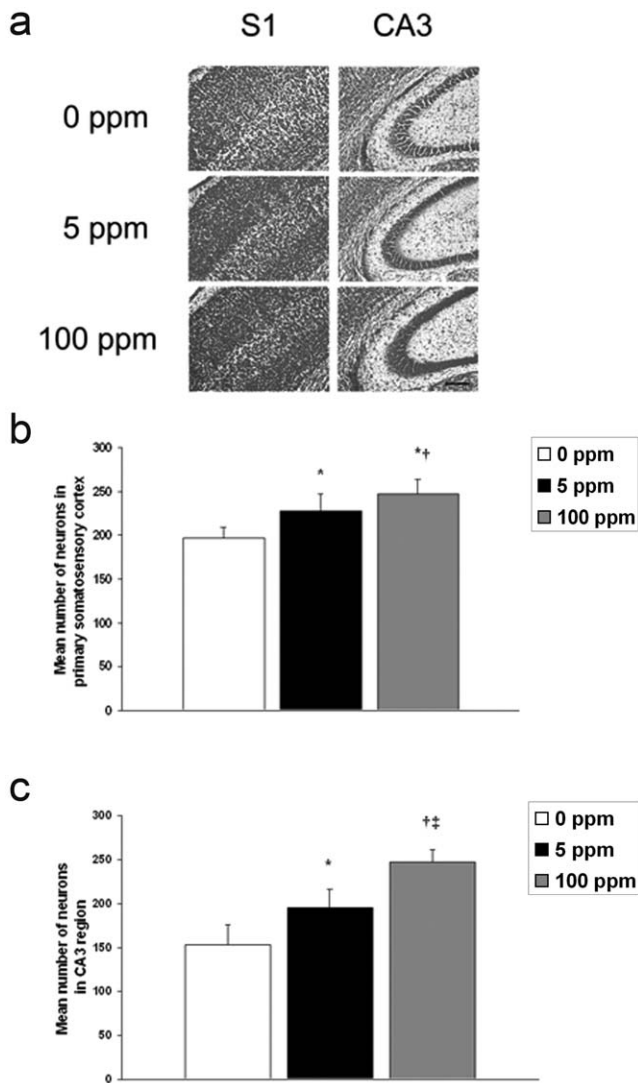 a
S1 CA3
0 ppm
5 ppm
100 ppm
b
Mean number of neurons in
primary somatosensory cortex
300
250
200
150
100
50
0
*
*†
0 ppm
5 ppm
100 ppm
c
Mean number of neurons
in CA3 region
300
250
200
150
100
50
0
*
†‡
0 ppm
5 ppm
100 ppm